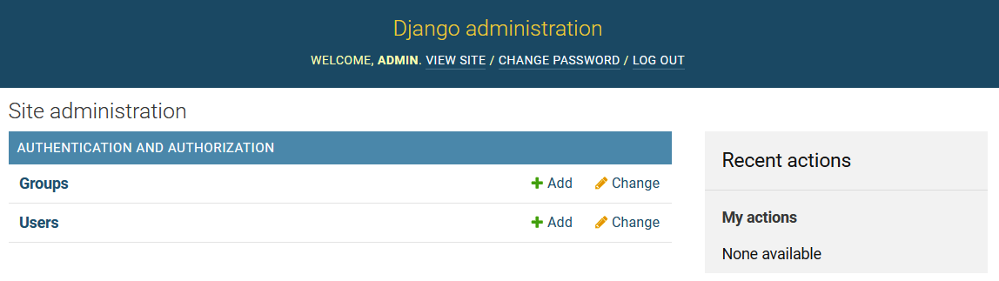 Django administration
WELCOME, ADMIN. VIEW SITE / CHANGE PASSWORD / LOG OUT
Site administration
AUTHENTICATION AND AUTHORIZATION
Groups Add Change
Users Add Change
Recent actions
My actions
None available